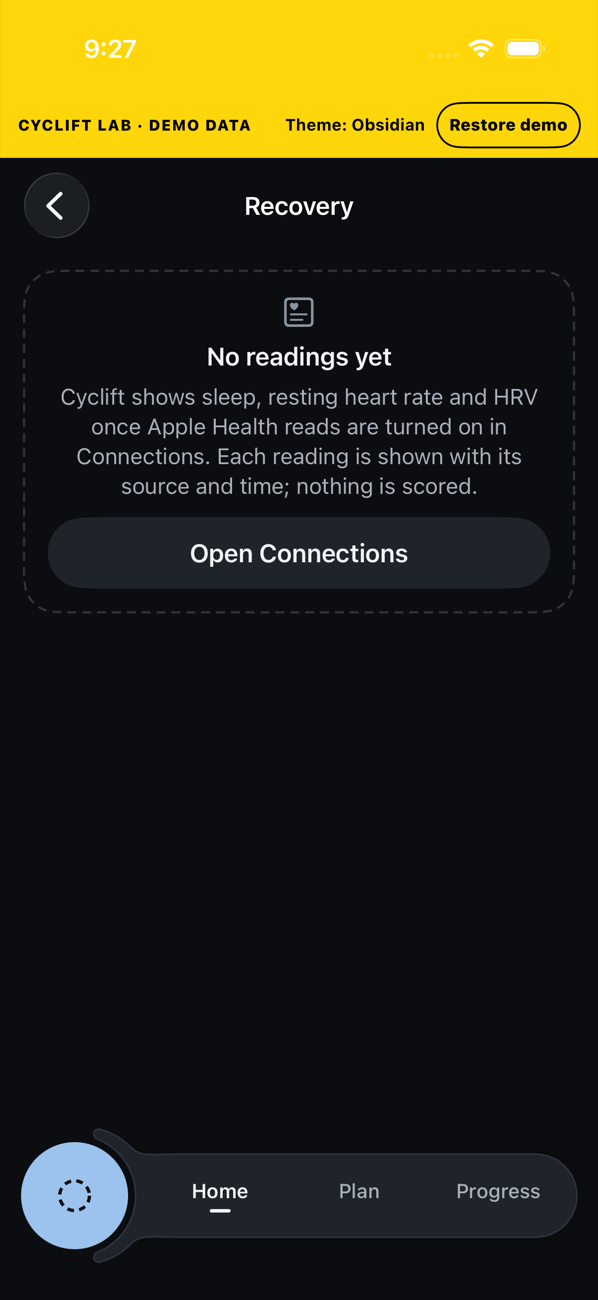 9:27
CYCLIFT LAB · DEMO DATA
Theme: Obsidian
Restore demo
Recovery
No readings yet
Cyclift shows sleep, resting heart rate and HRV
once Apple Health reads are turned on in
Connections. Each reading is shown with its
source and time; nothing is scored.
Open Connections
Home
Plan
Progress